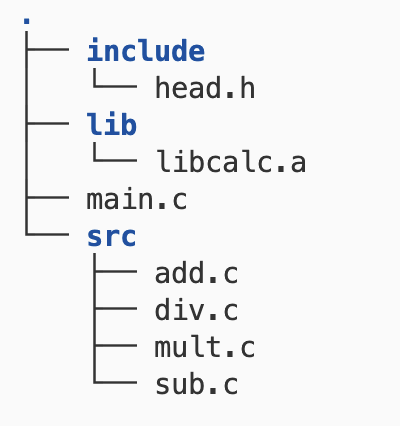 .
├── include
│   └── head.h
├── lib
│   └── libcalc.a
├── main.c
└── src
    ├── add.c
    ├── div.c
    ├── mult.c
    └── sub.c